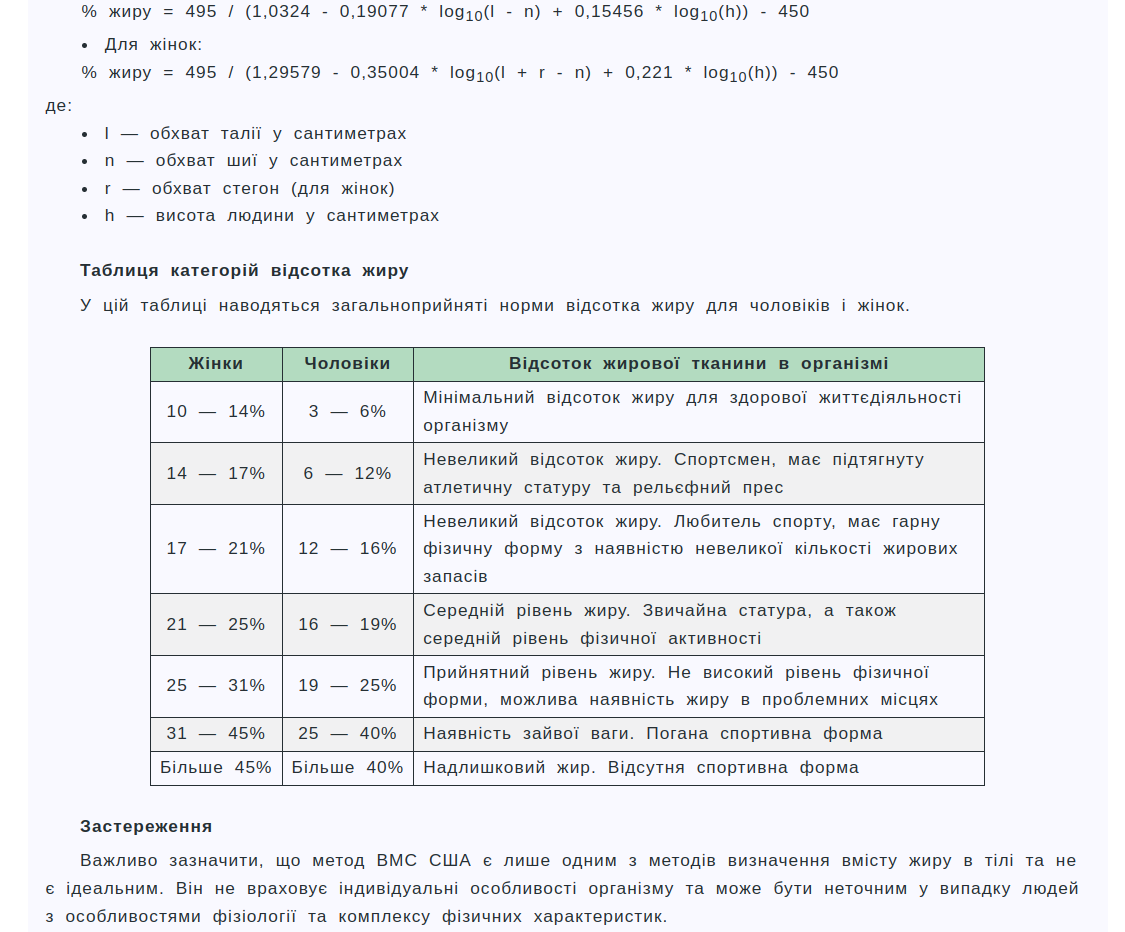 % жиру = 495 / (1,0324 - 0,19077 * log10(l - n) + 0,15456 * log10(h)) - 450
• Для жінок:
% жиру = 495 / (1,29579 - 0,35004 * log10(l + r - n) + 0,221 * log10(h)) - 450
де:
• l — обхват талії у сантиметрах
• n — обхват шиї у сантиметрах
• r — обхват стегон (для жінок)
• h — висота людини у сантиметрах
Таблиця категорій відсотка жиру
У цій таблиці наводяться загальноприйняті норми відсотка жиру для чоловіків і жінок.
Жінки Чоловіки Відсоток жирової тканини в організмі
10 — 14% 3 — 6% Мінімальний відсоток жиру для здорової життєдіяльності
організму
14 — 17% 6 — 12% Невеликий відсоток жиру. Спортсмен, має підтягнуту
атлетичну статуру та рельєфний прес
17 — 21% 12 — 16% Невеликий відсоток жиру. Любитель спорту, має гарну
фізичну форму з наявністю невеликої кількості жирових
запасів
21 — 25% 16 — 19% Середній рівень жиру. Звичайна статура, а також
середній рівень фізичної активності
25 — 31% 19 — 25% Прийнятний рівень жиру. Не високий рівень фізичної
форми, можлива наявність жиру в проблемних місцях
31 — 45% 25 — 40% Наявність зайвої ваги. Погана спортивна форма
Більше 45% Більше 40% Надлишковий жир. Відсутня спортивна форма
Застереження
Важливо зазначити, що метод ВМС США є лише одним з методів визначення вмісту жиру в тілі та не
є ідеальним. Він не враховує індивідуальні особливості організму та може бути неточним у випадку людей
з особливостями фізіології та комплексу фізичних характеристик.